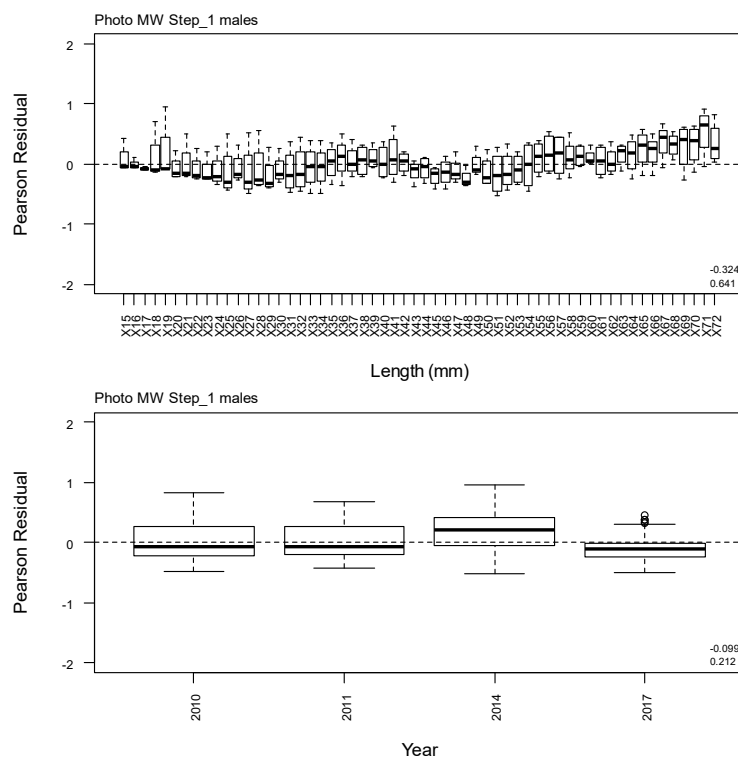 Photo MW Step_1 males
Pearson Residual
2
1
0
-1
-2
-0.324
0.641
X15 X16 X17 X18 X19 X20 X21 X22 X23 X24 X25 X26 X27 X28 X29 X30 X31 X32 X33 X34 X35 X36 X37 X38 X39 X40 X41 X42 X43 X44 X45 X46 X47 X48 X49 X50 X51 X52 X53 X54 X55 X56 X57 X58 X59 X60 X61 X62 X63 X64 X65 X66 X67 X68 X69 X70 X71 X72
Length (mm)
Photo MW Step_1 males
Pearson Residual
2
1
0
-1
-2
-0.099
0.212
2010 2011 2014 2017
Year